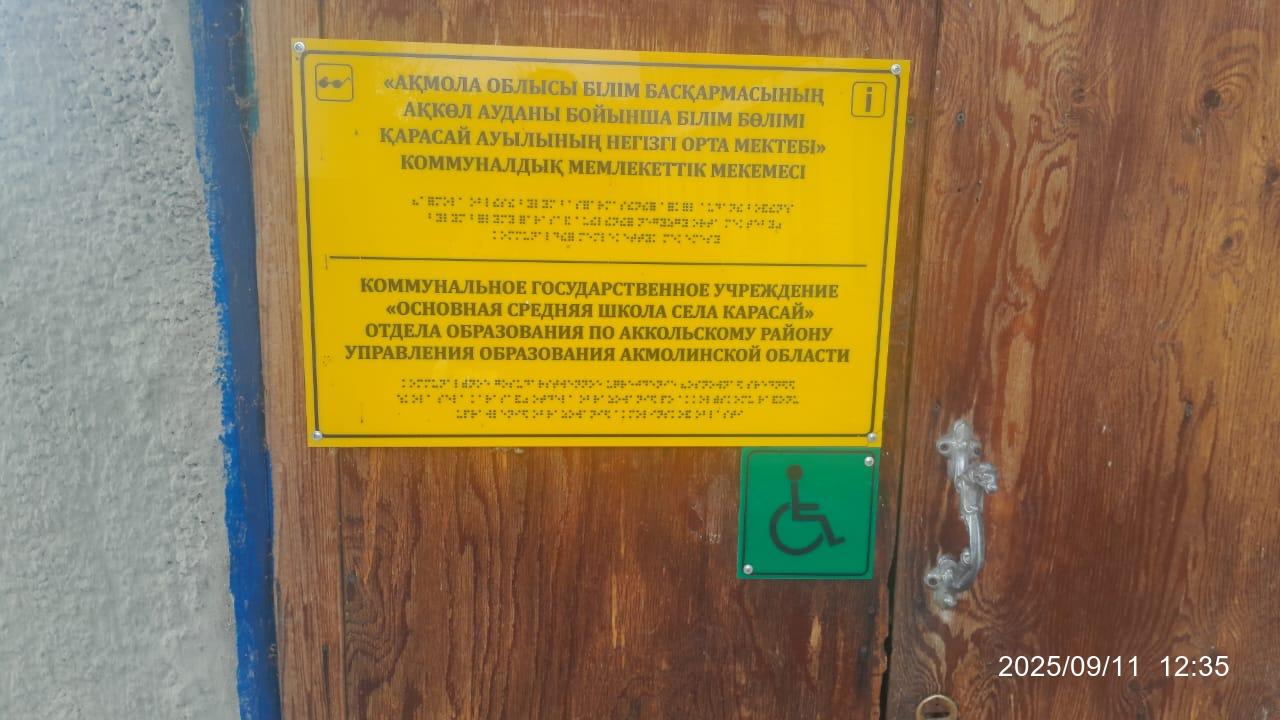 «АҚМОЛА ОБЛЫСЫ БІЛІМ БАСҚАРМАСЫНЫҢ
АҚКӨЛ АУДАНЫ БОЙЫНША БІЛІМ БӨЛІМІ
ҚАРАСАЙ АУЫЛЫНЫҢ НЕГІЗГІ ОРТА МЕКТЕБІ»
КОММУНАЛДЫҚ МЕМЛЕКЕТТІК МЕКЕМЕСІ
КОММУНАЛЬНОЕ ГОСУДАРСТВЕННОЕ УЧРЕЖДЕНИЕ
«ОСНОВНАЯ СРЕДНЯЯ ШКОЛА СЕЛА КАРАСАЙ»
ОТДЕЛА ОБРАЗОВАНИЯ ПО АККОЛЬСКОМУ РАЙОНУ
УПРАВЛЕНИЯ ОБРАЗОВАНИЯ АКМОЛИНСКОЙ ОБЛАСТИ
2025/09/11 12:35